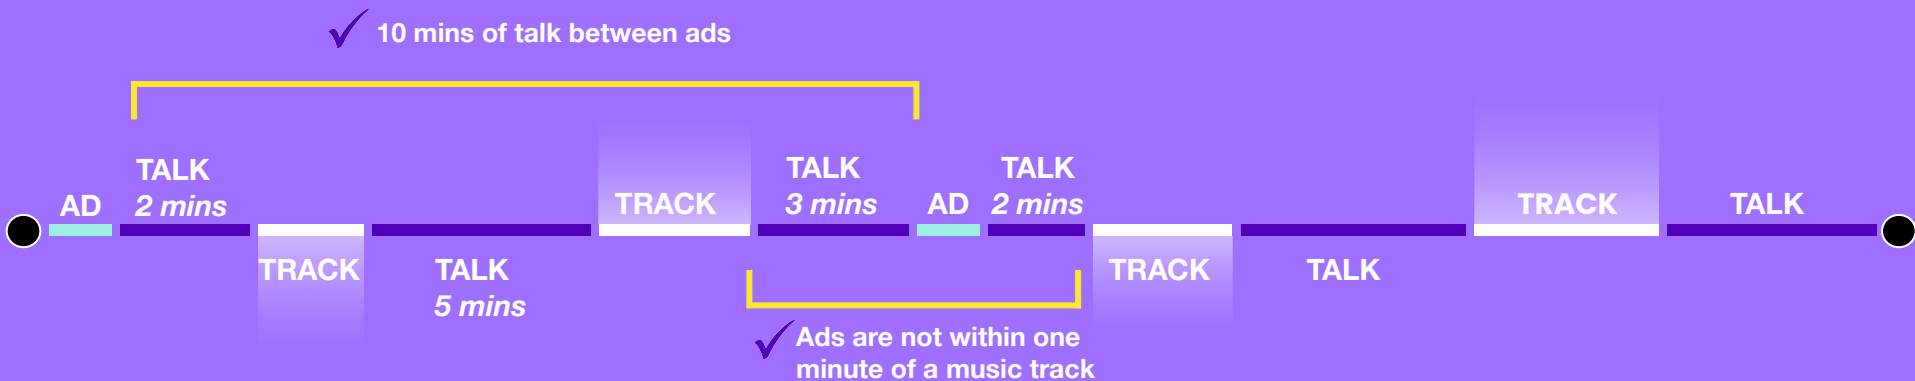 10 mins of talk between ads
AD
TALK
2 mins
TRACK
TALK
5 mins
TRACK
TALK
3 mins
AD
TALK
2 mins
TRACK
TALK
TRACK
TALK
Ads are not within one
minute of a music track